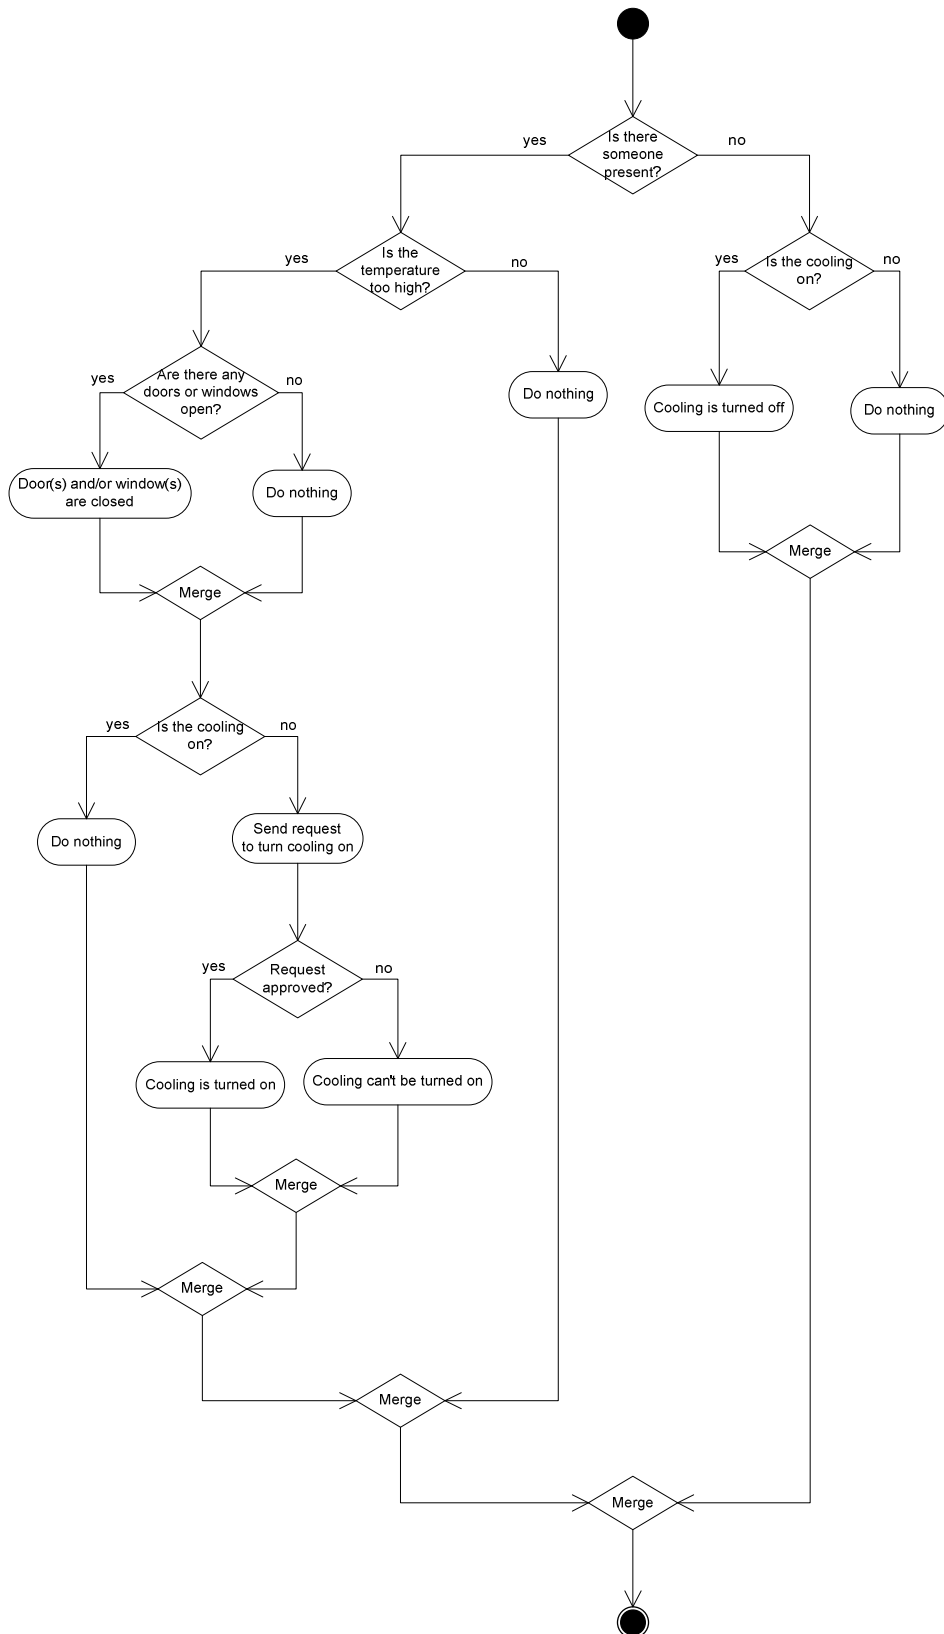 Is there
someone
present?
yes
no
Is the
temperature
too high?
yes
no
Is the cooling
on?
yes
no
Are there any
doors or windows
open?
yes
no
Do nothing
Cooling is turned off
Do nothing
Door(s) and/or window(s)
are closed
Do nothing
Merge
Merge
Is the cooling
on?
yes
no
Do nothing
Send request
to turn cooling on
Request
approved?
yes
no
Cooling is turned on
Cooling can't be turned on
Merge
Merge
Merge
Merge